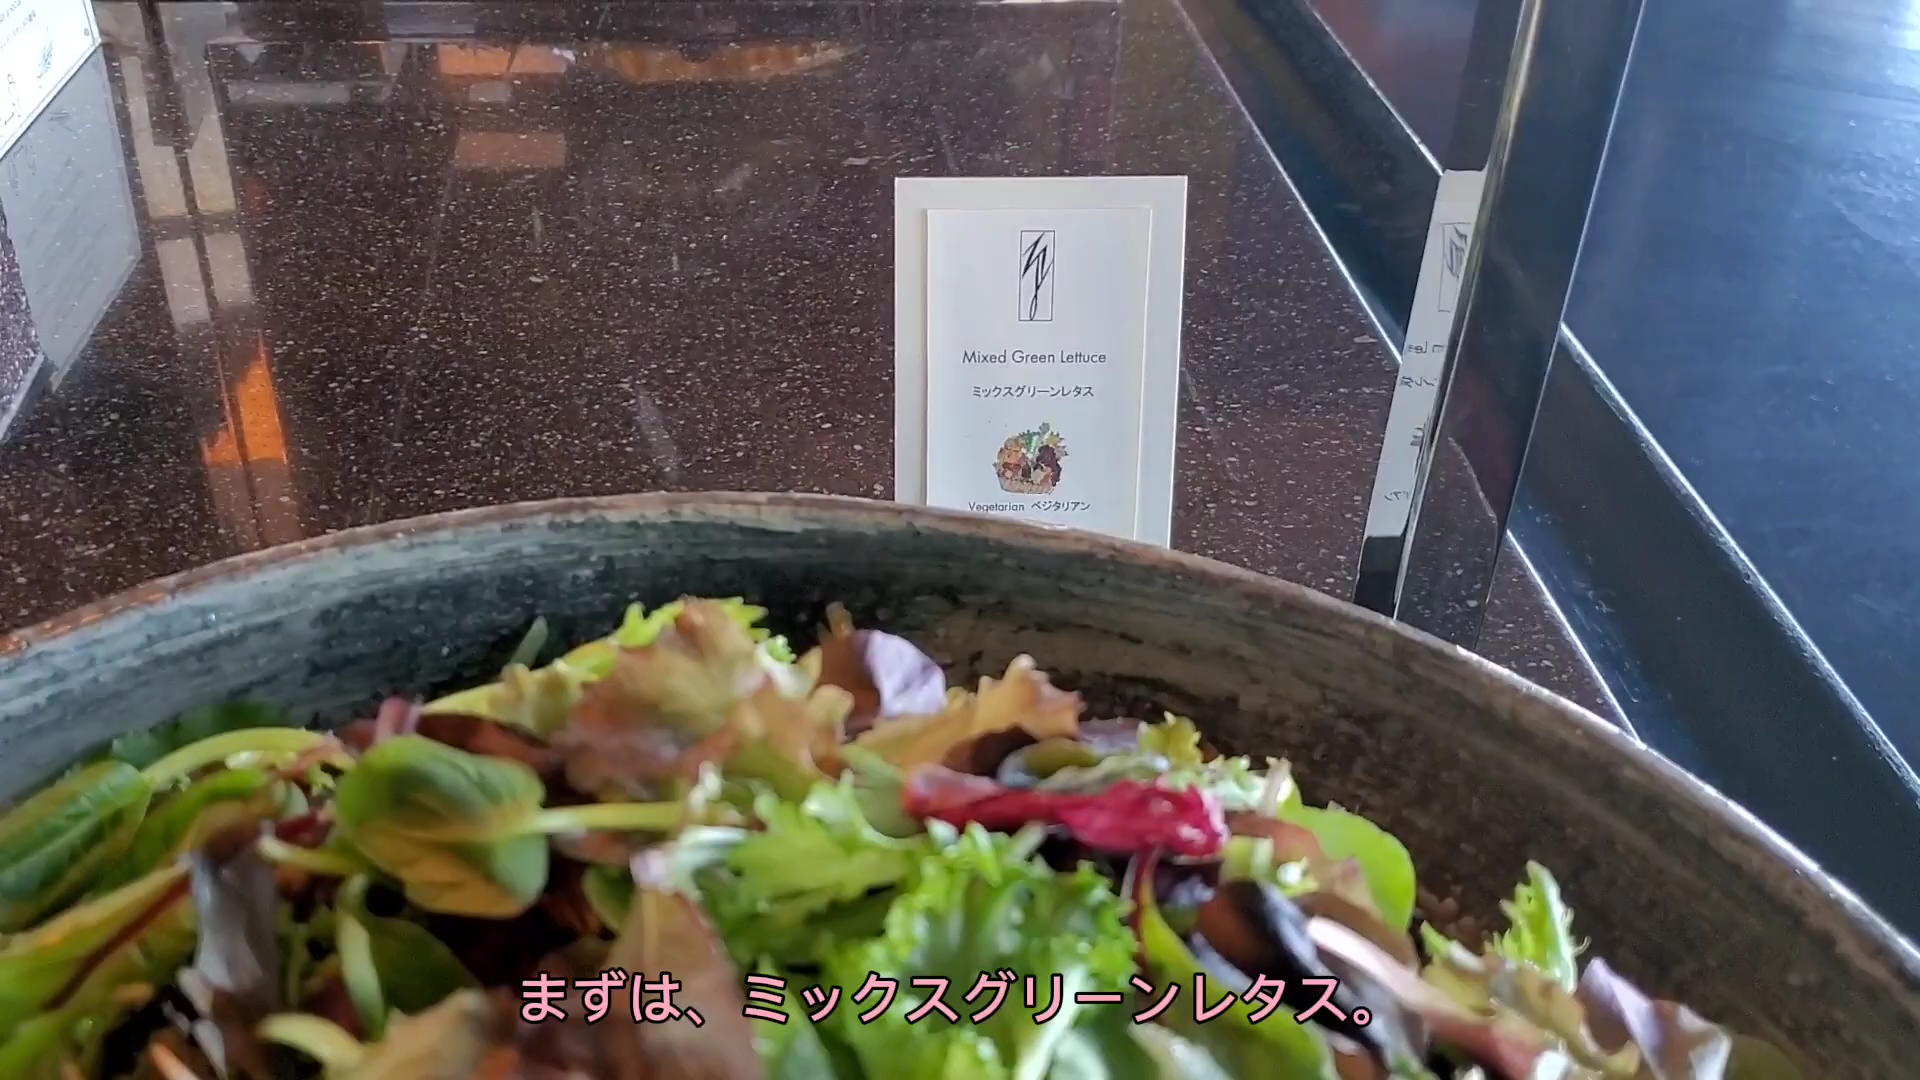 Mixed Green Lettuce
ミックスグリーンレタス
Vegetarian ベジタリアン
まずは、ミックスグリーンレタス。